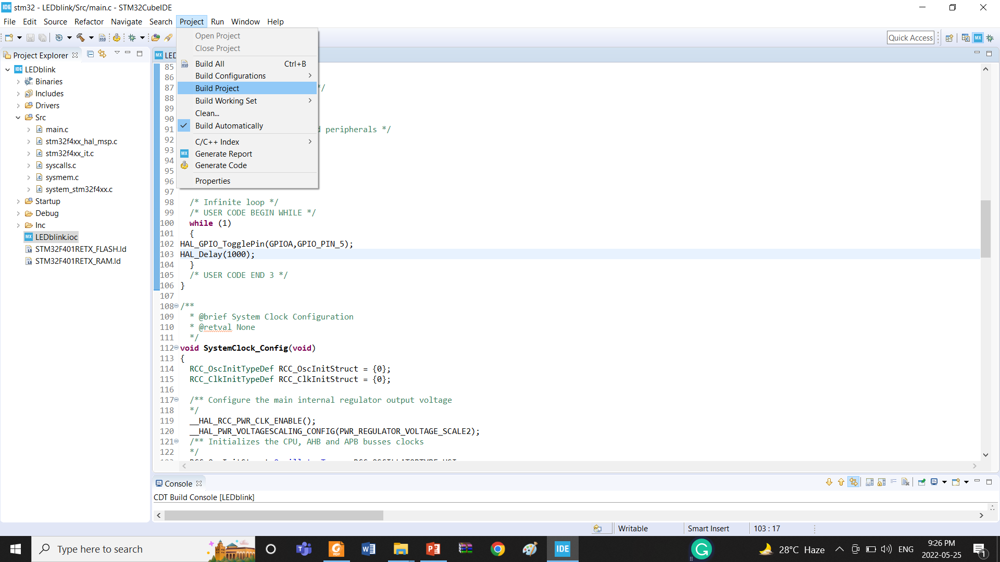 IDE stm32 - LEDblink/Src/main.c - STM32CubeIDE
File Edit Source Refactor Navigate Search Project Run Window Help
Quick Access
MX
Project Explorer
MX LED
IDE LEDblink
Binaries
Includes
Drivers
Src
main.c
stm32f4xx_hal_msp.c
stm32f4xx_it.c
syscalls.c
sysmem.c
system_stm32f4xx.c
Startup
Debug
Inc
MX LEDblink.ioc
STM32F401RETX_FLASH.ld
STM32F401RETX_RAM.ld
Open Project
Close Project
Build All Ctrl+B
Build Configurations
Build Project
Build Working Set
Clean...
Build Automatically
C/C++ Index
MX Generate Report
Generate Code
Properties
85
86
87 */
88
89
90
91 d peripherals */
92
93
94
95
96
97
98 /* Infinite loop */
99 /* USER CODE BEGIN WHILE */
100 while (1)
101 {
102 HAL_GPIO_TogglePin(GPIOA,GPIO_PIN_5);
103 HAL_Delay(1000);
104 }
105 /* USER CODE END 3 */
106 }
107
108 /**
109 * @brief System Clock Configuration
110 * @retval None
111 */
112 void SystemClock_Config(void)
113 {
114 RCC_OscInitTypeDef RCC_OscInitStruct = {0};
115 RCC_ClkInitTypeDef RCC_ClkInitStruct = {0};
116
117 /** Configure the main internal regulator output voltage
118 */
119 __HAL_RCC_PWR_CLK_ENABLE();
120 __HAL_PWR_VOLTAGESCALING_CONFIG(PWR_REGULATOR_VOLTAGE_SCALE2);
121 /** Initializes the CPU, AHB and APB busses clocks
122 */
Console
CDT Build Console [LEDblink]
Writable Smart Insert 103 : 17
Type here to search
IDE
28°C Haze
ENG
9:26 PM
2022-05-25
1